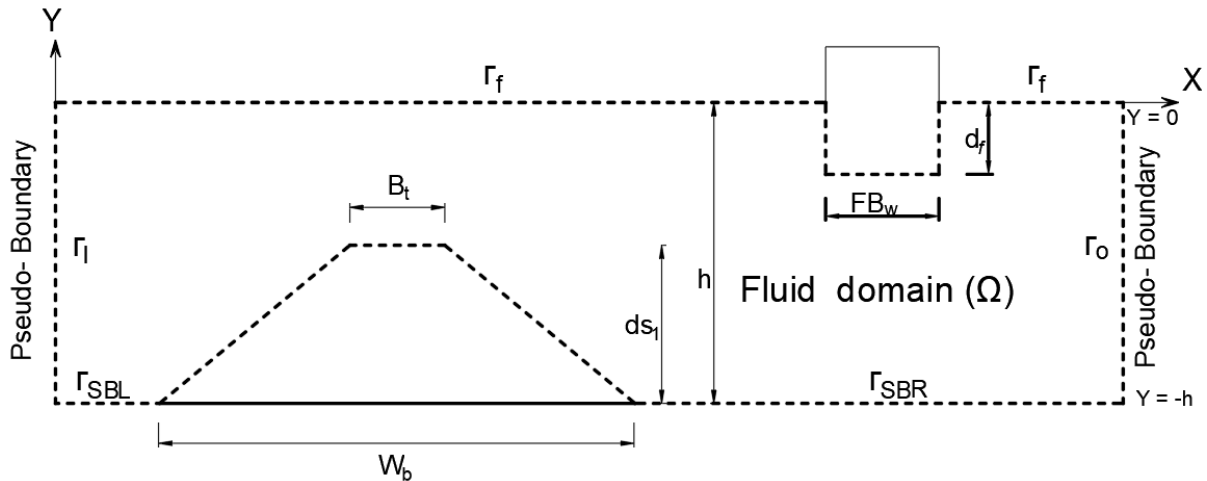 Y
X
Γf
Γf
Y = 0
df
Bt
FBw
Pseudo- Boundary
Γl
h
Γo
Pseudo- Boundary
Fluid domain (Ω)
ds1
ΓSBL
ΓSBR
Y = -h
Wb